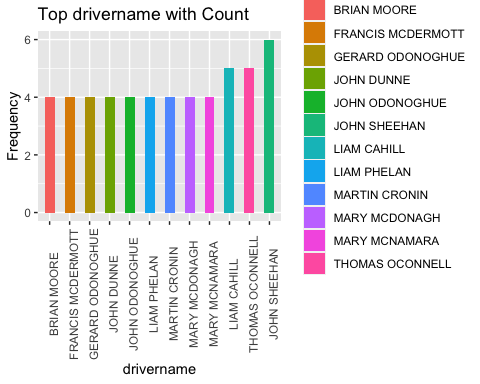 Top drivername with Count
Frequency
6
4
2
0
BRIAN MOORE
FRANCIS MCDERMOTT
GERARD ODONOGHUE
JOHN DUNNE
JOHN ODONOGHUE
LIAM PHELAN
MARTIN CRONIN
MARY MCDONAGH
MARY MCNAMARA
LIAM CAHILL
THOMAS OCONNELL
JOHN SHEEHAN
drivername
BRIAN MOORE
FRANCIS MCDERMOTT
GERARD ODONOGHUE
JOHN DUNNE
JOHN ODONOGHUE
JOHN SHEEHAN
LIAM CAHILL
LIAM PHELAN
MARTIN CRONIN
MARY MCDONAGH
MARY MCNAMARA
THOMAS OCONNELL